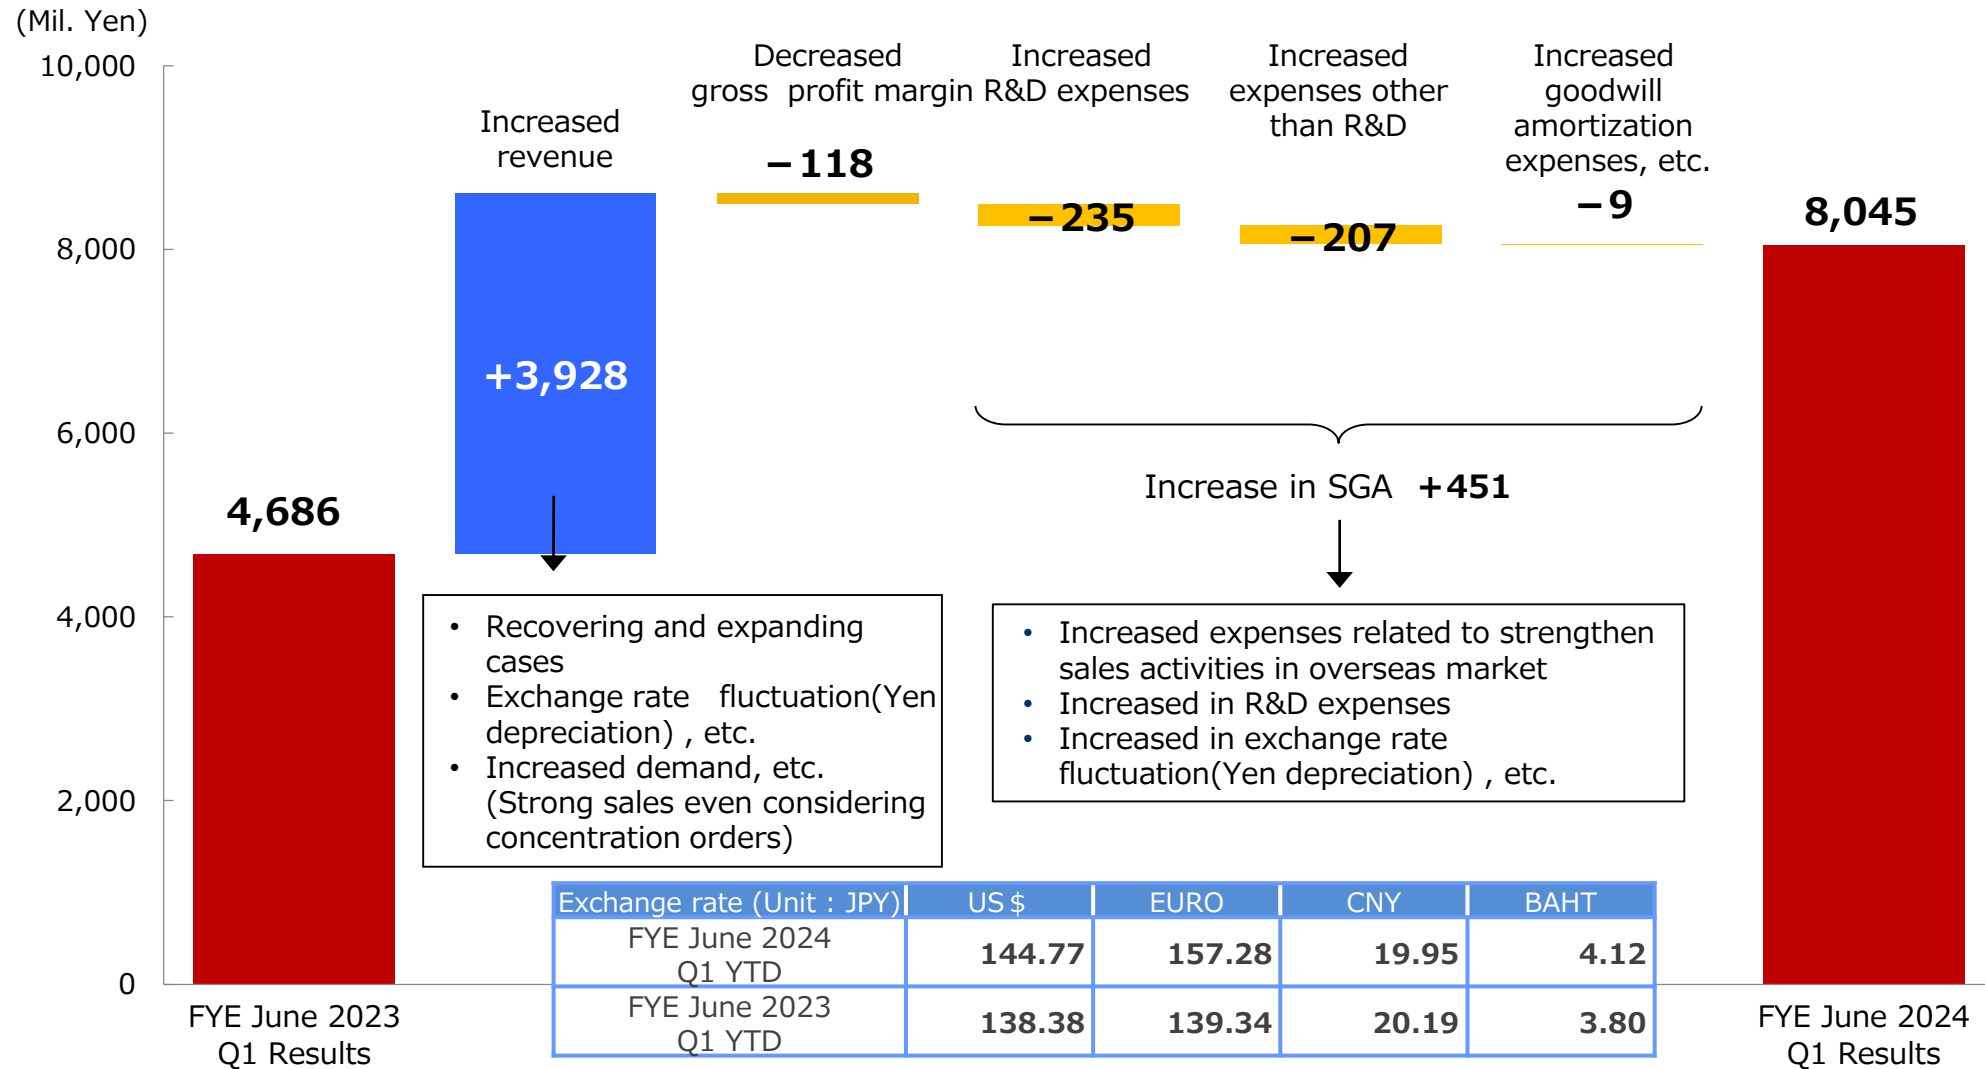 (Mil. Yen)
10,000
8,000
6,000
4,000
2,000
0
4,686
Increased
revenue
+3,928
Decreased
gross profit margin
−118
Increased
R&D expenses
−235
Increased
expenses other
than R&D
−207
Increased
goodwill
amortization
expenses, etc.
−9
8,045
Increase in SGA +451
• Recovering and expanding
cases
• Exchange rate fluctuation(Yen
depreciation) , etc.
• Increased demand, etc.
(Strong sales even considering
concentration orders)
• Increased expenses related to strengthen
sales activities in overseas market
• Increased in R&D expenses
• Increased in exchange rate
fluctuation(Yen depreciation) , etc.
Exchange rate (Unit : JPY) US $ EURO CNY BAHT
FYE June 2024
Q1 YTD
144.77 157.28 19.95 4.12
FYE June 2023
Q1 YTD
138.38 139.34 20.19 3.80
FYE June 2023
Q1 Results
FYE June 2024
Q1 Results